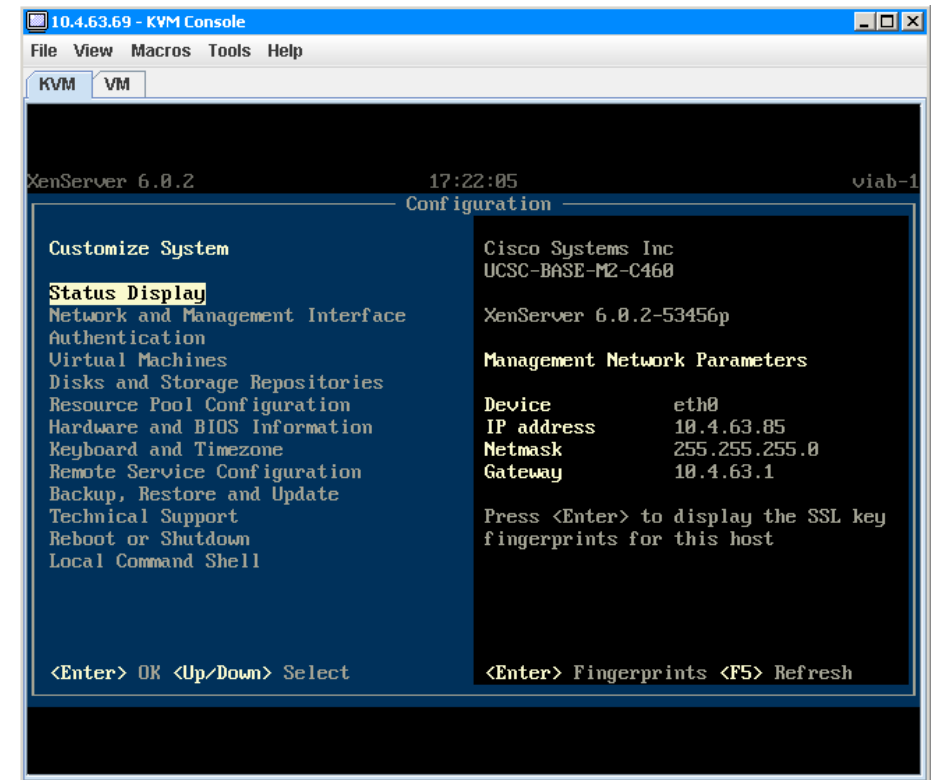 10.4.63.69 - KVM Console
File View Macros Tools Help
KVM VM
XenServer 6.0.2 17:22:05 viab-1
Configuration
Customize System
Status Display
Network and Management Interface
Authentication
Virtual Machines
Disks and Storage Repositories
Resource Pool Configuration
Hardware and BIOS Information
Keyboard and Timezone
Remote Service Configuration
Backup, Restore and Update
Technical Support
Reboot or Shutdown
Local Command Shell
<Enter> OK <Up/Down> Select
Cisco Systems Inc
UCSC-BASE-M2-C460
XenServer 6.0.2-53456p
Management Network Parameters
Device eth0
IP address 10.4.63.85
Netmask 255.255.255.0
Gateway 10.4.63.1
Press <Enter> to display the SSL key
fingerprints for this host
<Enter> Fingerprints <F5> Refresh